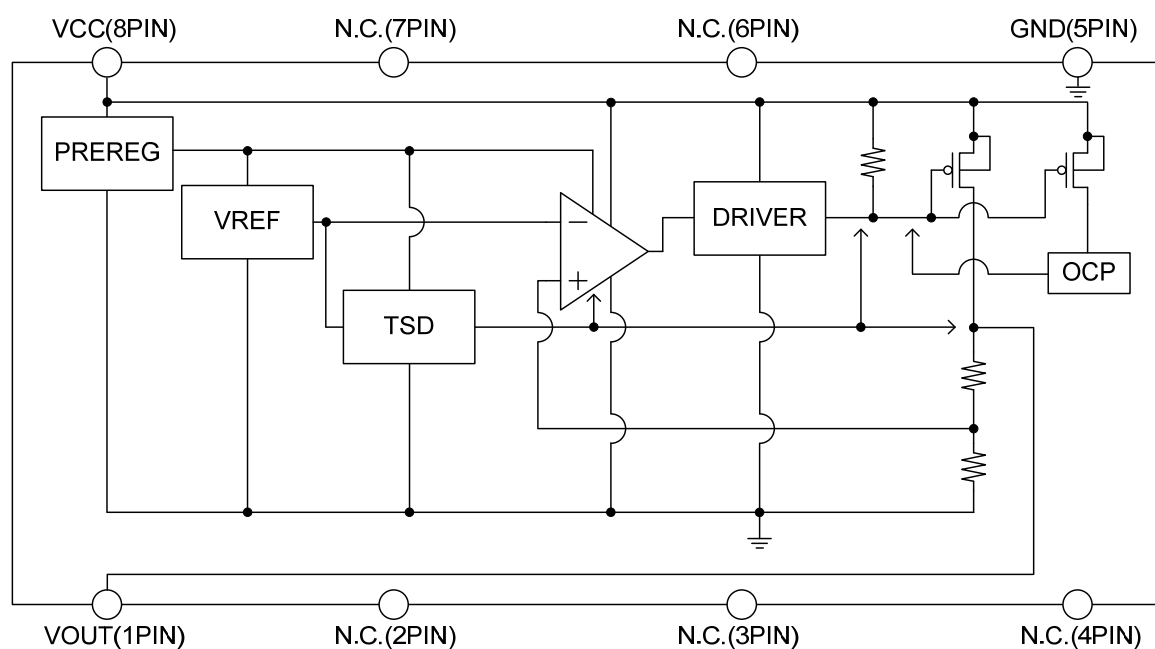 VCC(8PIN) N.C.(7PIN) N.C.(6PIN) GND(5PIN)
PREREG
VREF
DRIVER
−
+
OCP
TSD
VOUT(1PIN) N.C.(2PIN) N.C.(3PIN) N.C.(4PIN)